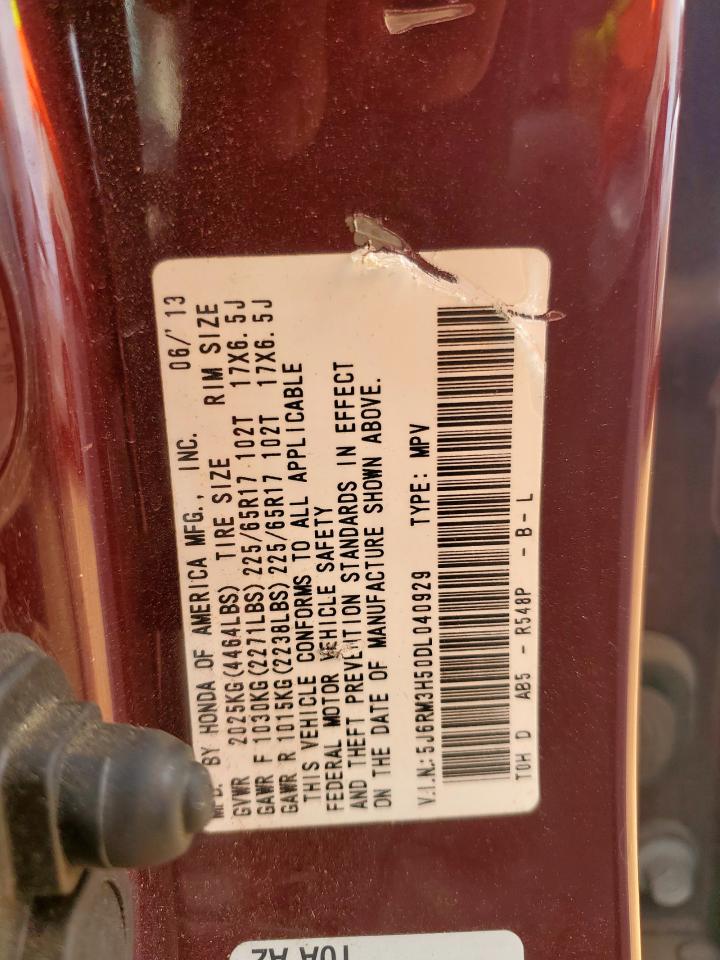 MFD. BY HONDA OF AMERICA MFG., INC. 06/'13
GVWR 2025KG(4464LBS) TIRE SIZE RIM SIZE
GAWR F 1030KG(2271LBS) 225/65R17 102T 17X6.5J
GAWR R 1015KG(2238LBS) 225/65R17 102T 17X6.5J
THIS VEHICLE CONFORMS TO ALL APPLICABLE
FEDERAL MOTOR VEHICLE SAFETY
AND THEFT PREVENTION STANDARDS IN EFFECT
ON THE DATE OF MANUFACTURE SHOWN ABOVE.
V.I.N.: 5J6RM3H50DL040929 TYPE: MPV
TOH D AB5 - R548P - B - L